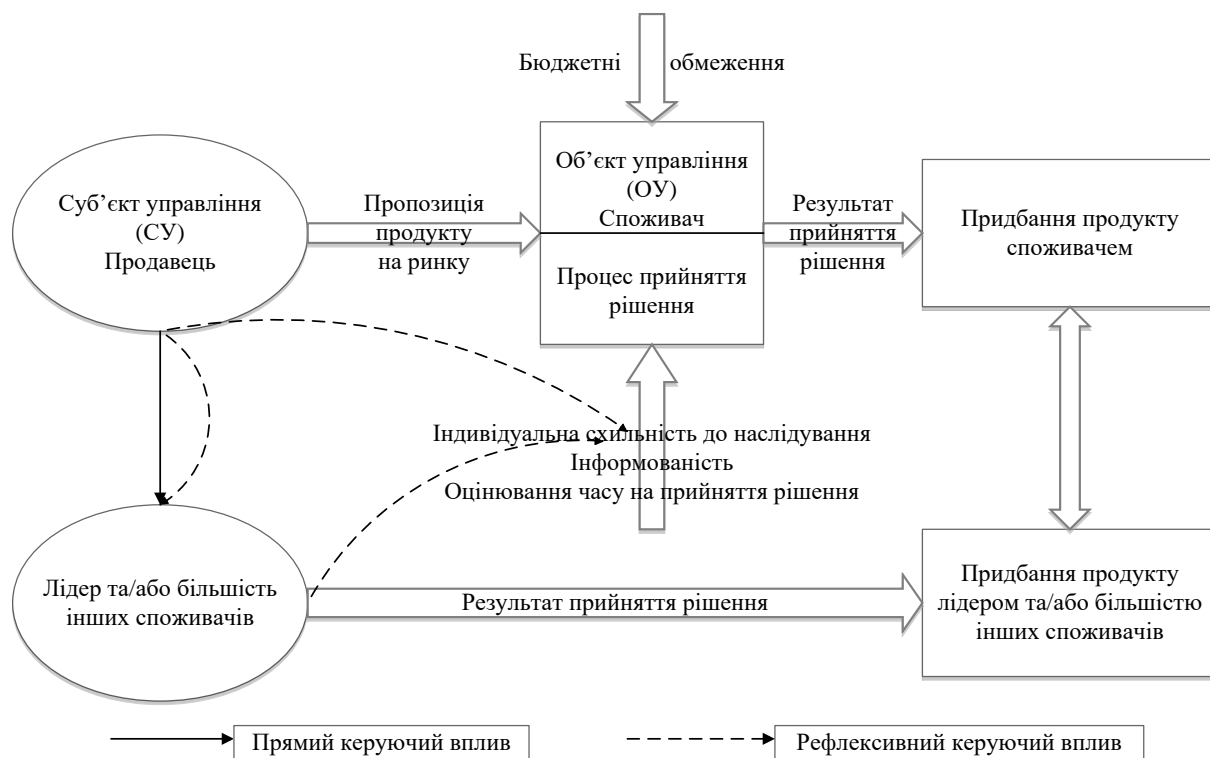 Бюджетні обмеження
Суб’єкт управління
(СУ)
Продавець
Пропозиція
продукту
на ринку
Об’єкт управління
(ОУ)
Споживач
Процес прийняття
рішення
Результат
прийняття
рішення
Придбання продукту
споживачем
Індивідуальна схильність до наслідування
Інформованість
Оцінювання часу на прийняття рішення
Лідер та/або більшість
інших споживачів
Результат прийняття рішення
Придбання продукту
лідером та/або більшістю
інших споживачів
Прямий керуючий вплив
Рефлексивний керуючий вплив